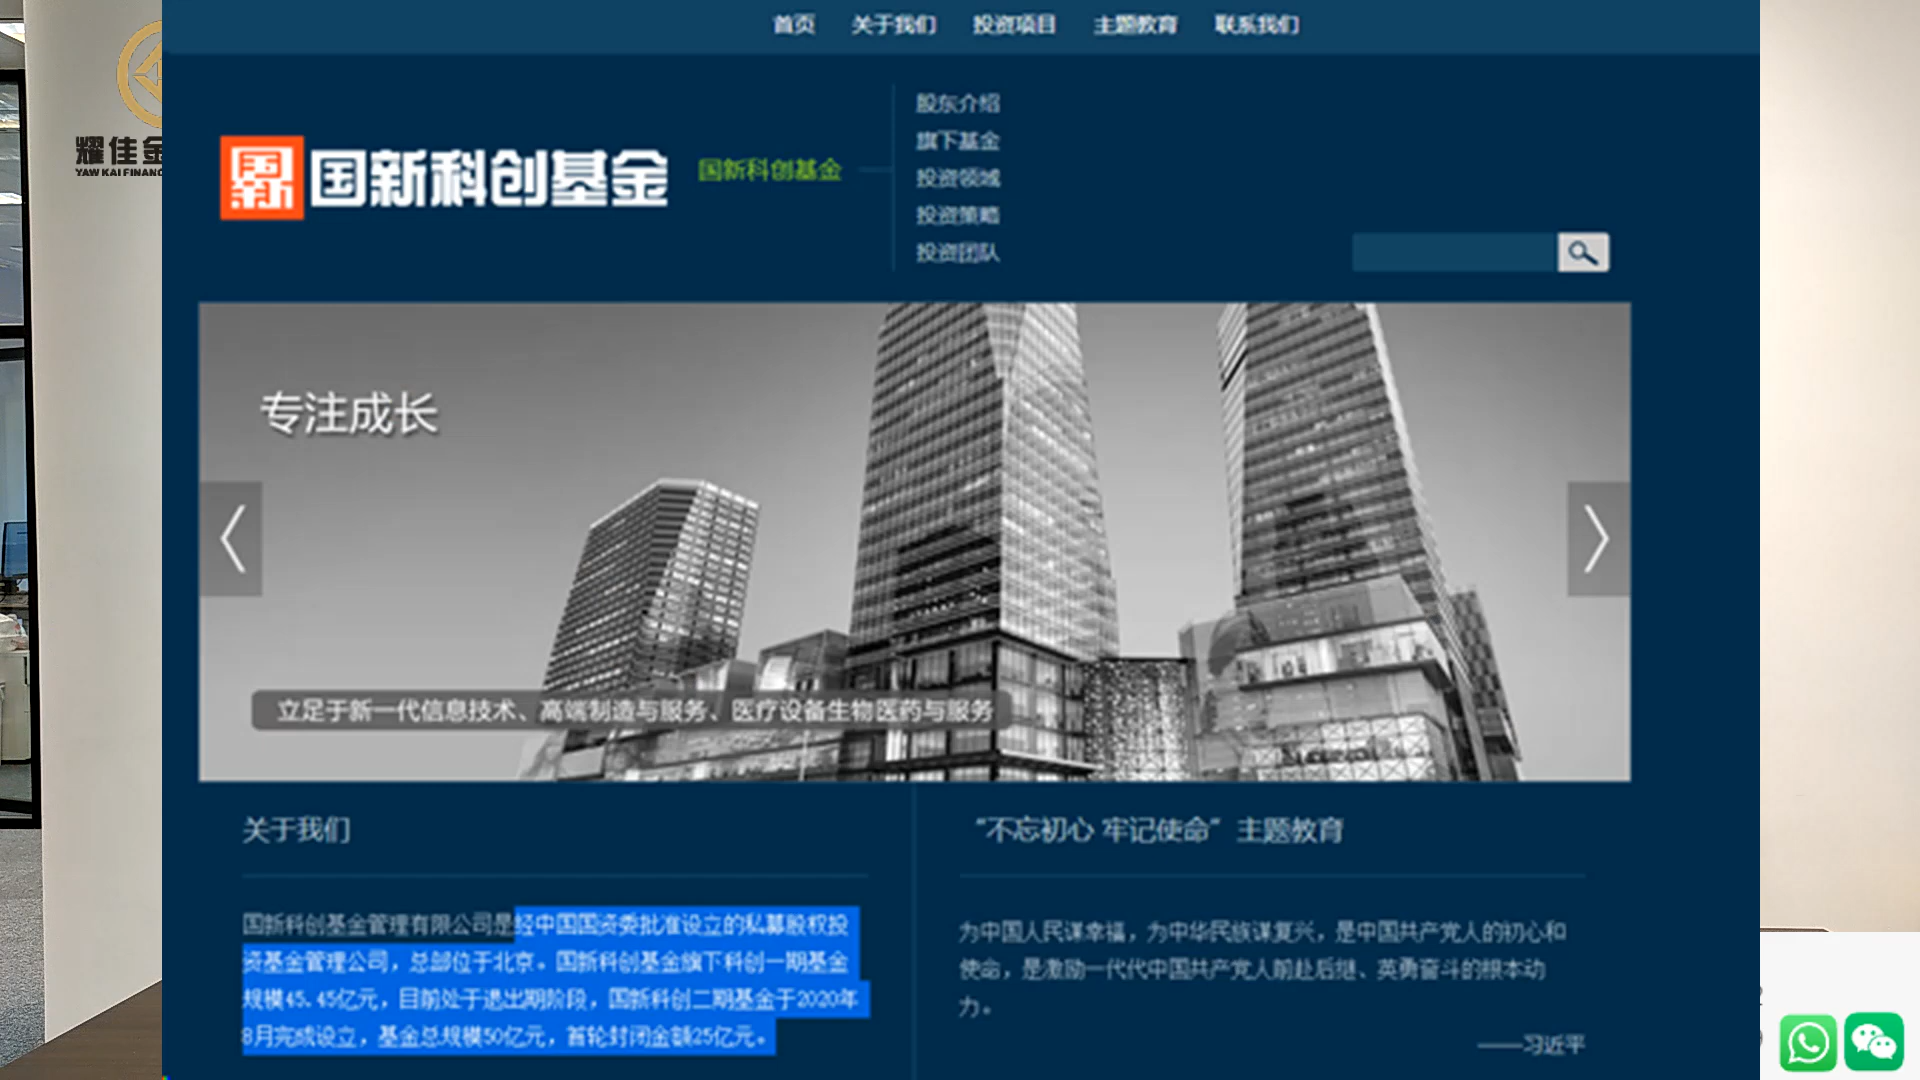 首页 关于我们 投资项目 主题教育 联系我们
耀佳金
YAW KAI FINANC
国新
国新科创基金
国新科创基金
股东介绍
旗下基金
投资领域
投资策略
投资团队
专注成长
立足于新一代信息技术、高端制造与服务、医疗设备生物医药与服务
关于我们
国新科创基金管理有限公司是经中国国资委批准设立的私募股权投
资基金管理公司，总部位于北京。国新科创基金旗下科创一期基金
规模45.45亿元，目前处于退出期阶段，国新科创二期基金于2020年
8月完成设立，基金总规模50亿元，首轮封闭金额25亿元。
“不忘初心 牢记使命”主题教育
为中国人民谋幸福，为中华民族谋复兴，是中国共产党人的初心和
使命，是激励一代代中国共产党人前赴后继、英勇奋斗的根本动
力。
——习近平